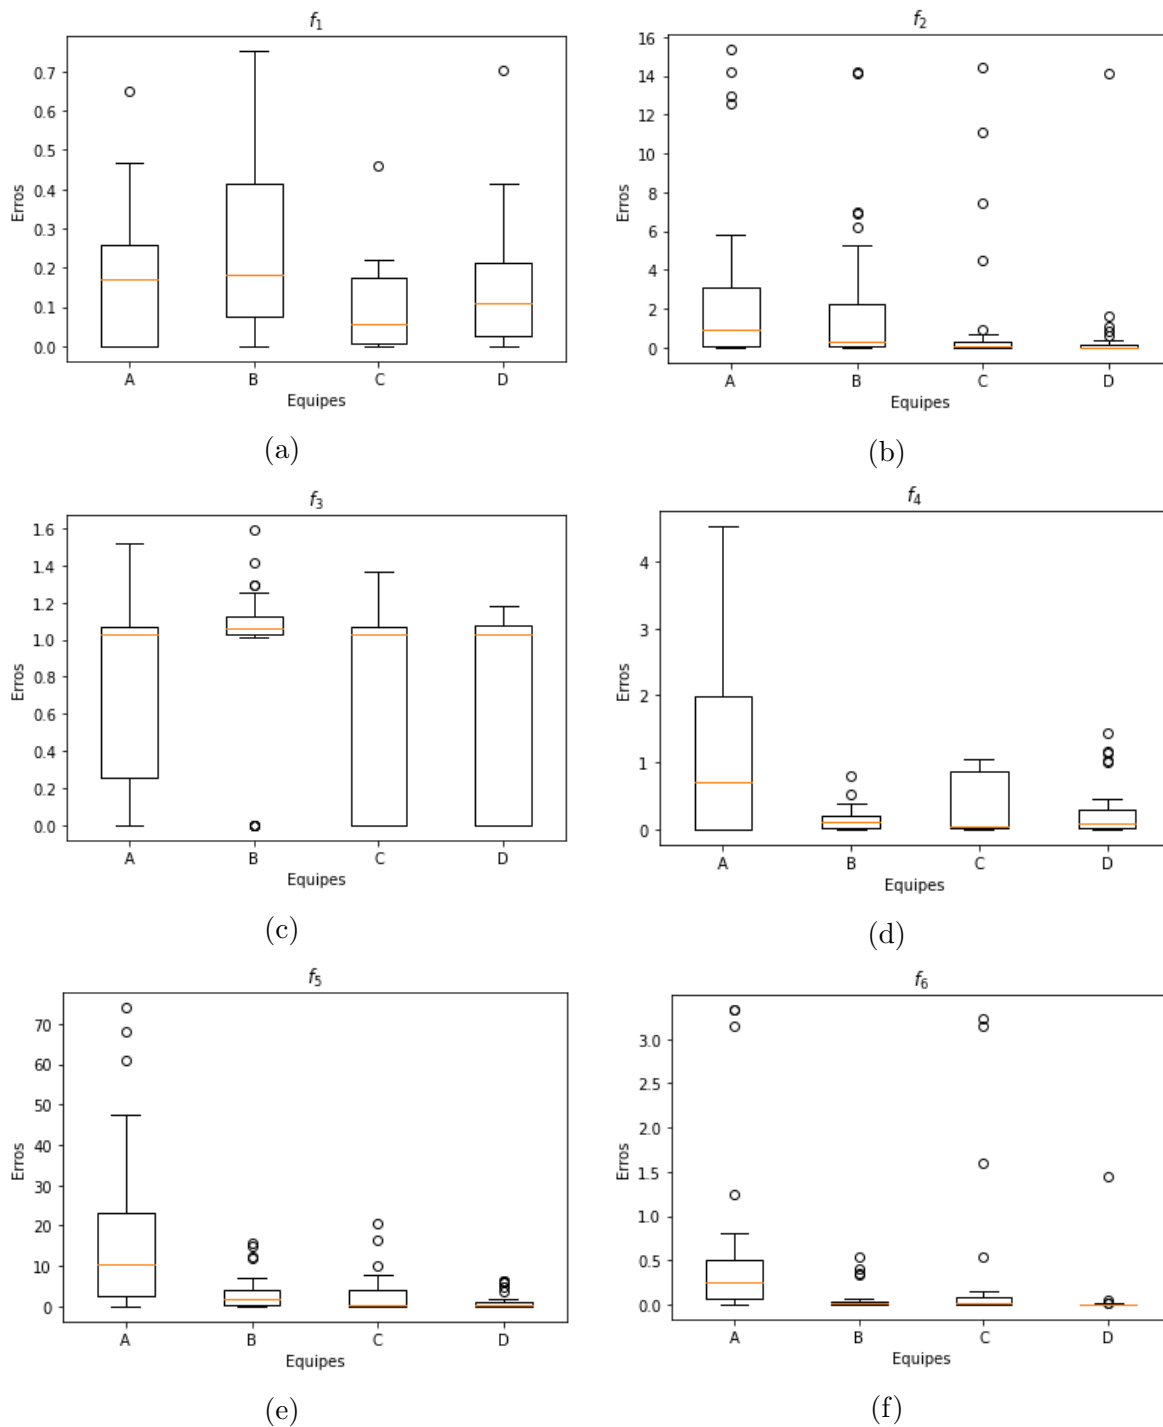 f₁
0.7
0.6
0.5
0.4
0.3
0.2
0.1
0.0
Erros
A B C D
Equipes
(a)
f₂
16
14
12
10
8
6
4
2
0
Erros
A B C D
Equipes
(b)
f₃
1.6
1.4
1.2
1.0
0.8
0.6
0.4
0.2
0.0
Erros
A B C D
Equipes
(c)
f₄
4
3
2
1
0
Erros
A B C D
Equipes
(d)
f₅
70
60
50
40
30
20
10
0
Erros
A B C D
Equipes
(e)
f₆
3.0
2.5
2.0
1.5
1.0
0.5
0.0
Erros
A B C D
Equipes
(f)